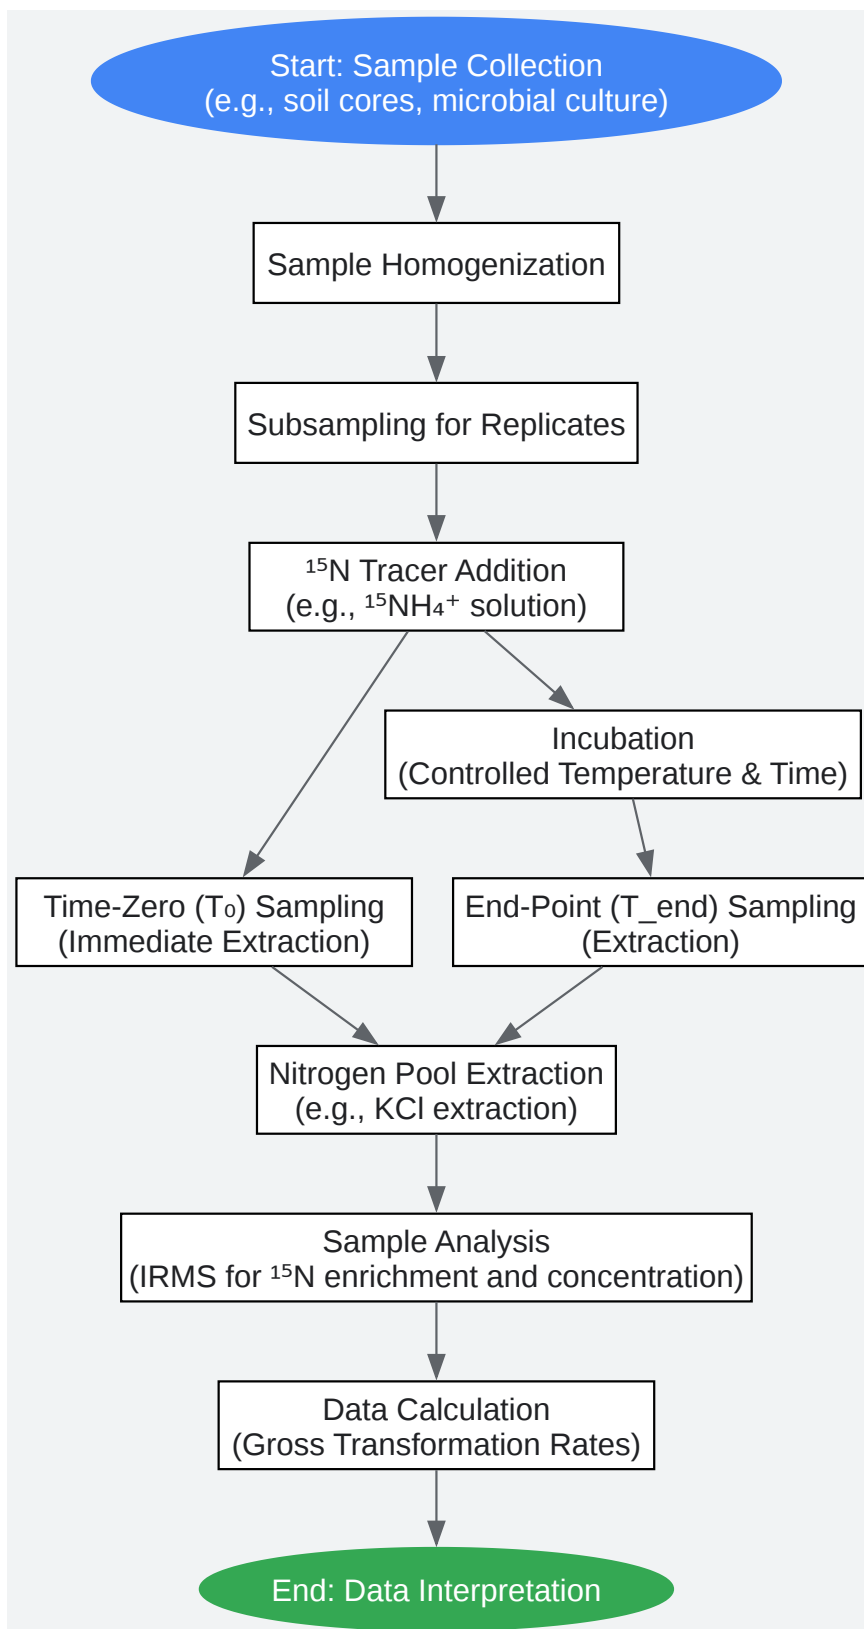 Start: Sample Collection
(e.g., soil cores, microbial culture)
Sample Homogenization
Subsampling for Replicates
¹⁵N Tracer Addition
(e.g., ¹⁵NH₄⁺ solution)
Incubation
(Controlled Temperature & Time)
Time-Zero (T₀) Sampling
(Immediate Extraction)
End-Point (T_end) Sampling
(Extraction)
Nitrogen Pool Extraction
(e.g., KCl extraction)
Sample Analysis
(IRMS for ¹⁵N enrichment and concentration)
Data Calculation
(Gross Transformation Rates)
End: Data Interpretation